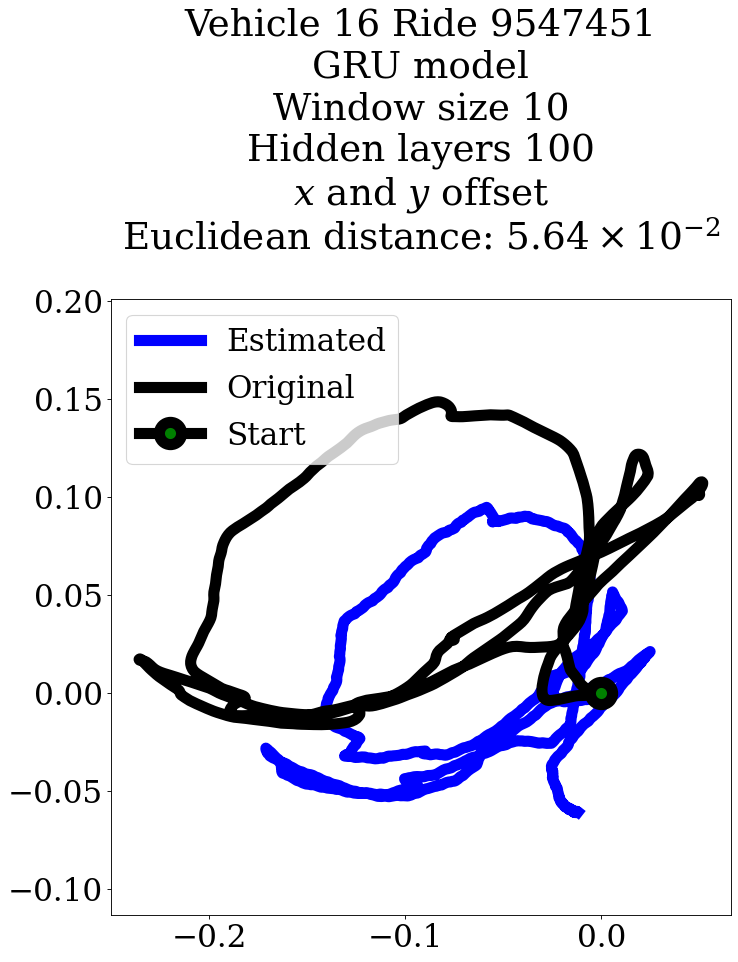 Vehicle 16 Ride 9547451
GRU model
Window size 10
Hidden layers 100
x and y offset
Euclidean distance: 5.64 × 10⁻²
Estimated
Original
Start
0.20
0.15
0.10
0.05
0.00
−0.05
−0.10
−0.2 −0.1 0.0